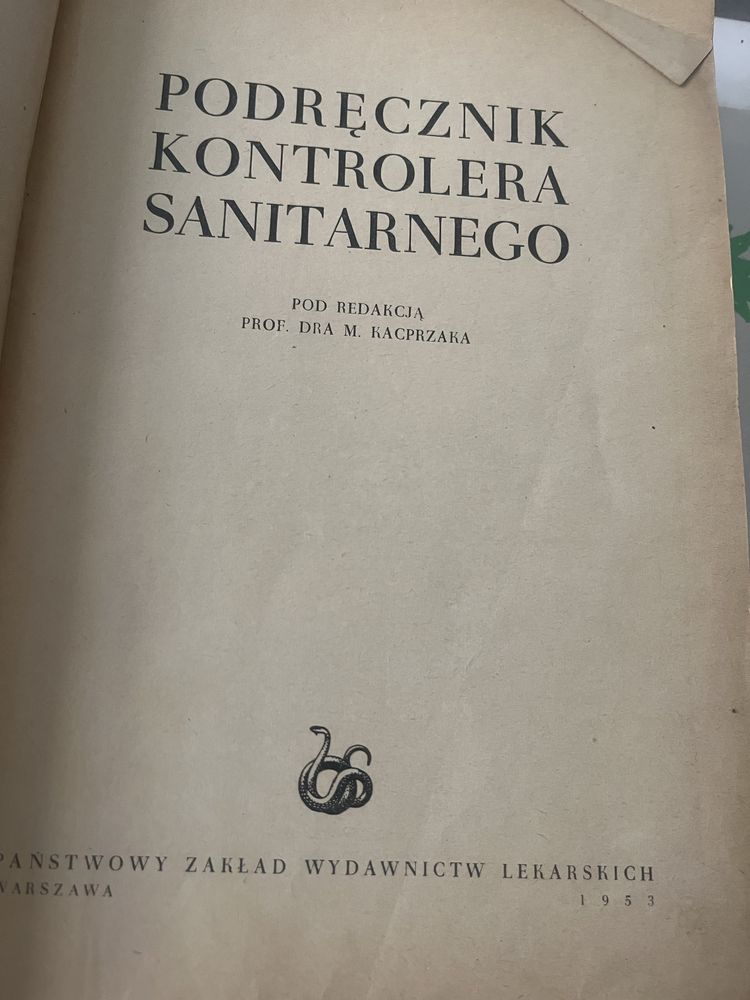 PODRĘCZNIK
KONTROLERA
SANITARNEGO
POD REDAKCJĄ
PROF. DRA M. KACPRZAKA
PAŃSTWOWY ZAKŁAD WYDAWNICTW LEKARSKICH
WARSZAWA 1953